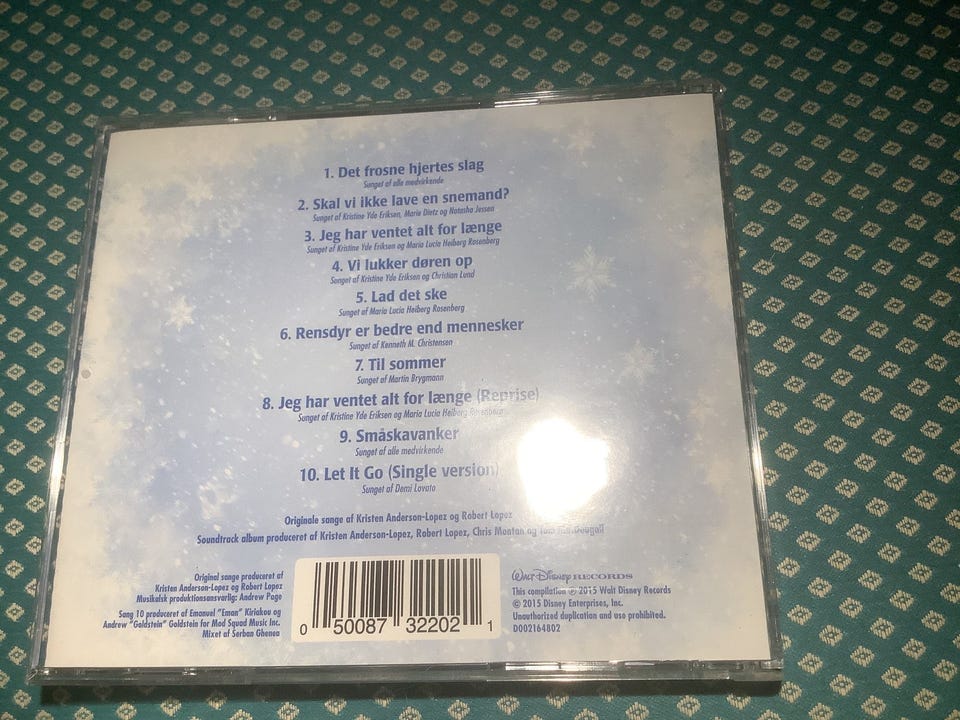 1. Det frosne hjertes slag
Sunget af alle medvirkende
2. Skal vi ikke lave en snemand?
Sunget af Kristine Yde Eriksen, Marie Dietz og Natasha Jessen
3. Jeg har ventet alt for længe
Sunget af Kristine Yde Eriksen og Maria Lucia Heiberg Rosenberg
4. Vi lukker døren op
Sunget af Kristine Yde Eriksen og Christian Lund
5. Lad det ske
Sunget af Maria Lucia Heiberg Rosenberg
6. Rensdyr er bedre end mennesker
Sunget af Kenneth M. Christensen
7. Til sommer
Sunget af Martin Brygmann
8. Jeg har ventet alt for længe (Reprise)
Sunget af Kristine Yde Eriksen og Maria Lucia Heiberg Rosenberg
9. Småskavanker
Sunget af alle medvirkende
10. Let It Go (Single version)
Sunget af Demi Lovato
Originale sange af Kristen Anderson-Lopez og Robert Lopez
Soundtrack album produceret af Kristen Anderson-Lopez, Robert Lopez, Chris Montan og Tom MacDougall
Original sange produceret af
Kristen Anderson-Lopez og Robert Lopez
Musikalsk produktionsansvarlig: Andrew Page
Sang 10 produceret af Emanuel "Eman" Kiriakou og
Andrew "Goldstein" Goldstein for Mad Squad Music Inc.
Mixet af Serban Ghenea
0 50087 32202 1
Walt Disney RECORDS
This compilation ℗ 2015 Walt Disney Records
© 2015 Disney Enterprises, Inc.
Unauthorized duplication and use prohibited.
D002164802